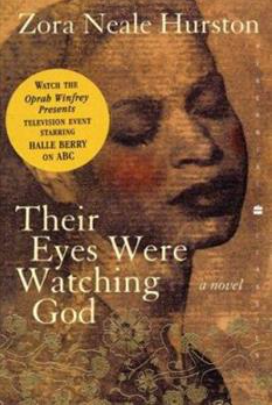 Zora Neale Hurston
WATCH THE
Oprah Winfrey
Presents
TELEVISION EVENT
STARRING
HALLE BERRY
ON ABC
Their
Eyes Were
Watching
God
a novel